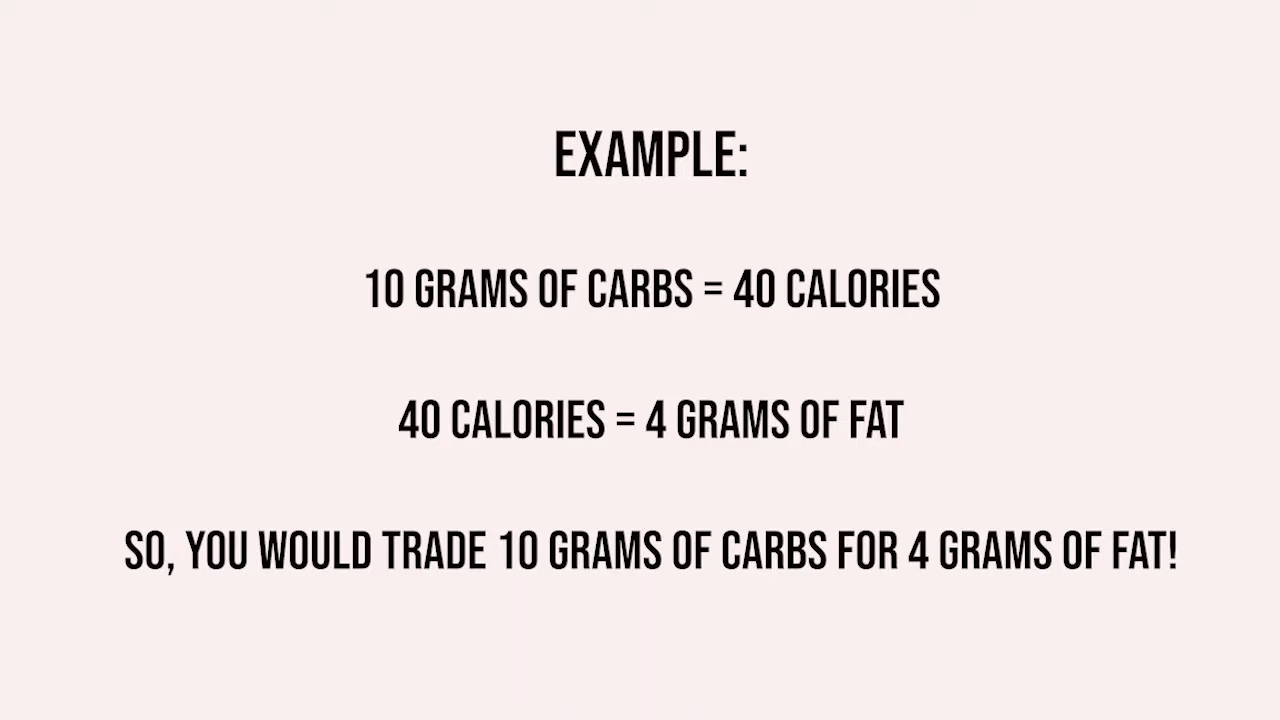 EXAMPLE:
10 GRAMS OF CARBS = 40 CALORIES
40 CALORIES = 4 GRAMS OF FAT
SO, YOU WOULD TRADE 10 GRAMS OF CARBS FOR 4 GRAMS OF FAT!